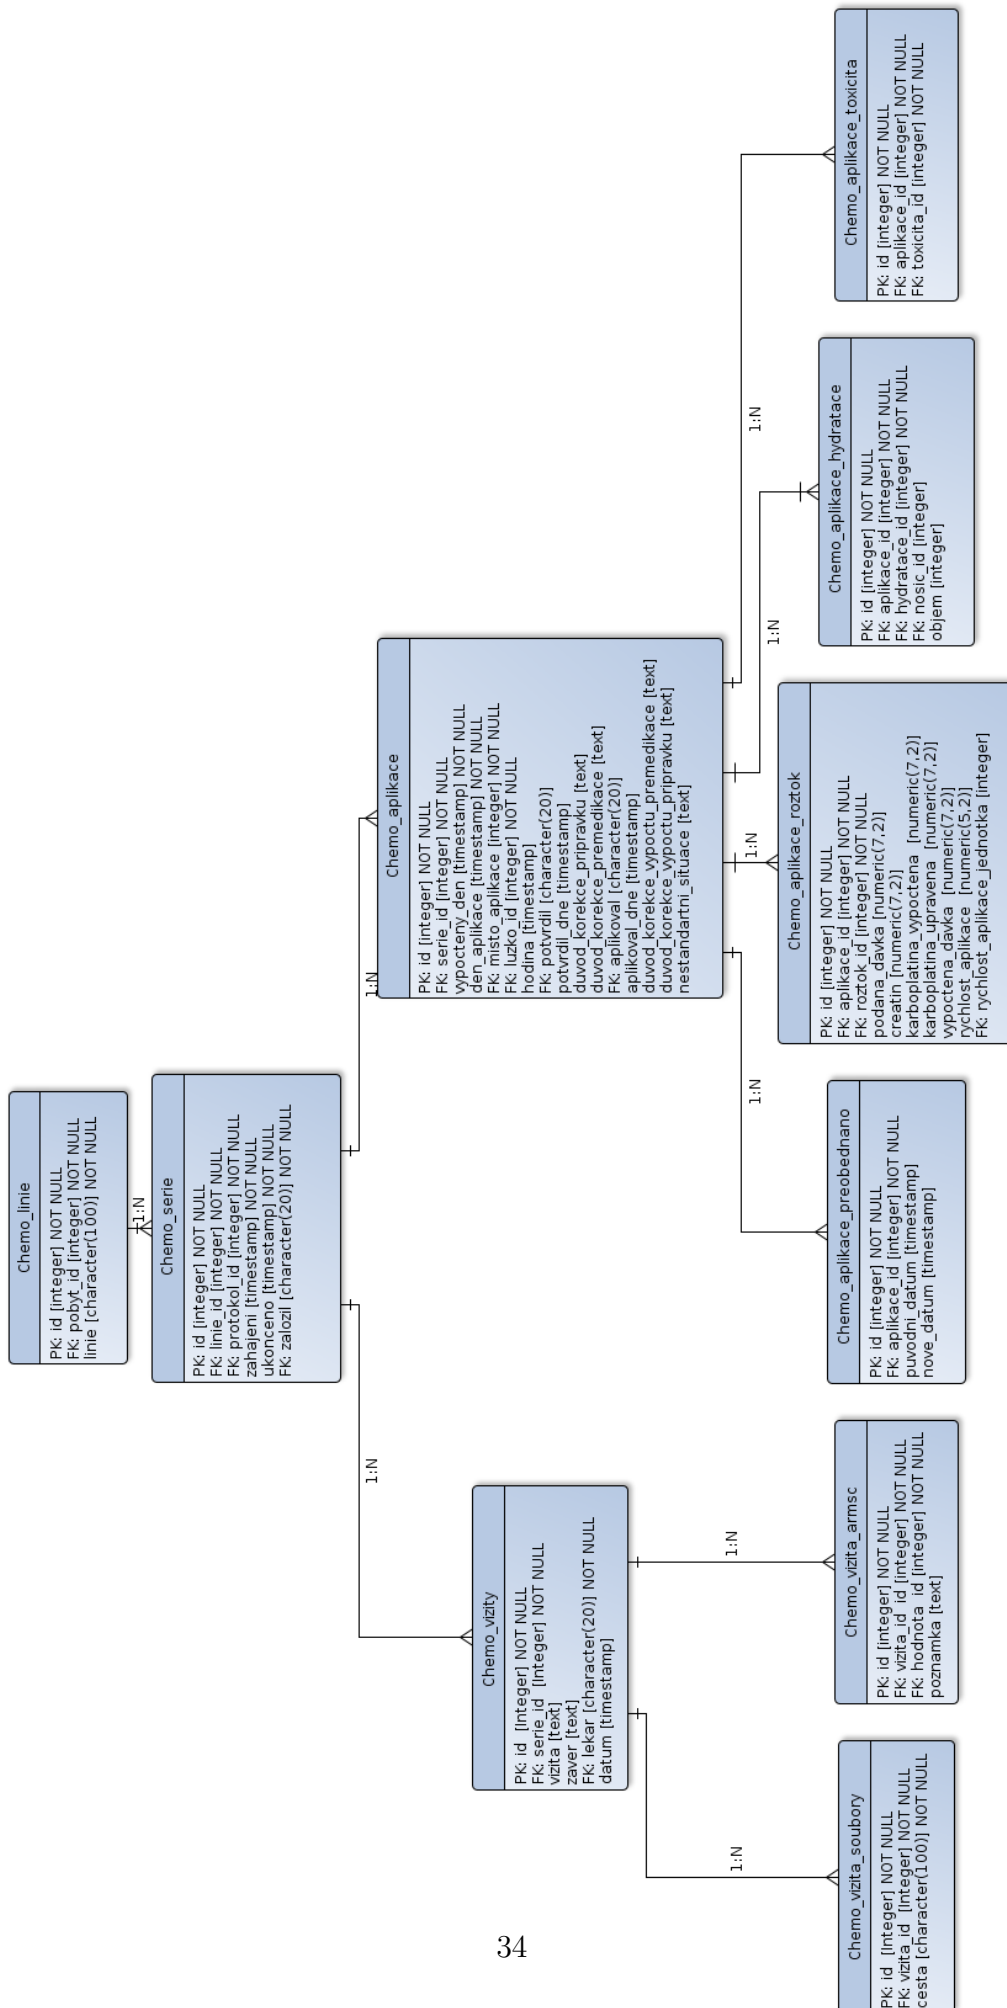 Chemo_linie
PK: id [integer] NOT NULL
FK: pobyt_id [integer] NOT NULL
linie [character(100)] NOT NULL
1:N
Chemo_serie
PK: id [integer] NOT NULL
FK: linie_id [integer] NOT NULL
FK: protokol_id [integer] NOT NULL
zahajeni [timestamp] NOT NULL
ukonceno [timestamp] NOT NULL
FK: zalozil [character(20)] NOT NULL
1:N
1:N
Chemo_vizity
PK: id  [Integer] NOT NULL
FK: serie_id  [Integer] NOT NULL
vizita [text]
zaver [text]
FK: lekar [character(20)] NOT NULL
datum [timestamp]
Chemo_aplikace
PK: id [integer] NOT NULL
FK: serie_id [integer] NOT NULL
vypocteny_den [timestamp] NOT NULL
den_aplikace [timestamp] NOT NULL
FK: misto_aplikace [integer] NOT NULL
FK: luzko_id [integer] NOT NULL
hodina [timestamp]
FK: potvrdil [character(20)]
potvrdil_dne [timestamp]
duvod_korekce_pripravku [text]
duvod_korekce_premedikace [text]
FK: aplikoval [character(20)]
aplikoval_dne [timestamp]
duvod_korekce_vypoctu_premedikace [text]
duvod_korekce_vypoctu_pripravku [text]
nestandartni_situace [text]
1:N
1:N
1:N
1:N
1:N
1:N
Chemo_vizita_soubory
PK: id  [Integer] NOT NULL
FK: vizita_id  [Integer] NOT NULL
cesta [character(100)] NOT NULL
Chemo_vizita_armsc
PK: id [integer] NOT NULL
FK: vizita_id  id [integer] NOT NULL
FK: hodnota  id [integer] NOT NULL
poznamka [text]
Chemo_aplikace_preobednano
PK: id [integer] NOT NULL
FK: aplikace_id [integer] NOT NULL
puvodni_datum [timestamp]
nove_datum [timestamp]
Chemo_aplikace_roztok
PK: id [integer] NOT NULL
FK: aplikace_id [integer] NOT NULL
FK: roztok_id [integer] NOT NULL
podana_davka [numeric(7,2)]
creatin [numeric(7,2)]
karboplatina_vypoctena  [numeric(7,2)]
karboplatina_upravena  [numeric(7,2)]
vypoctena_davka  [numeric(7,2)]
rychlost_aplikace  [numeric(5,2)]
FK: rychlost_aplikace_jednotka [integer]
Chemo_aplikace_hydratace
PK: id [integer] NOT NULL
FK: aplikace_id [integer] NOT NULL
FK: hydratace_id [integer] NOT NULL
FK: nosic_id [integer]
objem [integer]
Chemo_aplikace_toxicita
PK: id [integer] NOT NULL
FK: aplikace_id [integer] NOT NULL
FK: toxicita_id [integer] NOT NULL
34